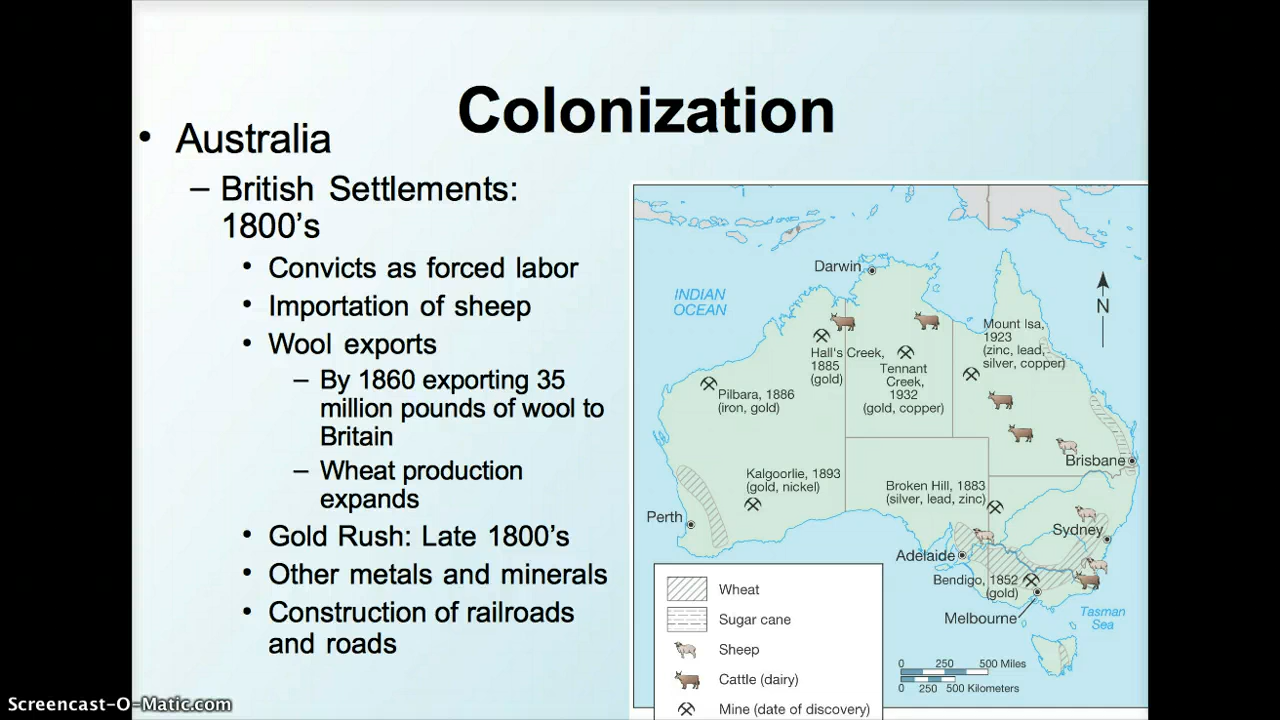 Colonization
• Australia
– British Settlements:
1800's
• Convicts as forced labor
• Importation of sheep
• Wool exports
– By 1860 exporting 35
million pounds of wool to
Britain
– Wheat production
expands
• Gold Rush: Late 1800's
• Other metals and minerals
• Construction of railroads
and roads
Darwin
INDIAN
OCEAN
N
Mount Isa,
1923
(zinc, lead,
silver, copper)
Hall's Creek,
1885
(gold)
Tennant
Creek,
1932
(gold, copper)
Pilbara, 1886
(iron, gold)
Brisbane
Kalgoorlie, 1893
(gold, nickel)
Broken Hill, 1883
(silver, lead, zinc)
Perth
Sydney
Adelaide
Bendigo, 1852
(gold)
Melbourne
Tasman
Sea
Wheat
Sugar cane
Sheep
Cattle (dairy)
Mine (date of discovery)
0 250 500 Miles
0 250 500 Kilometers
Screencast-O-Matic.com